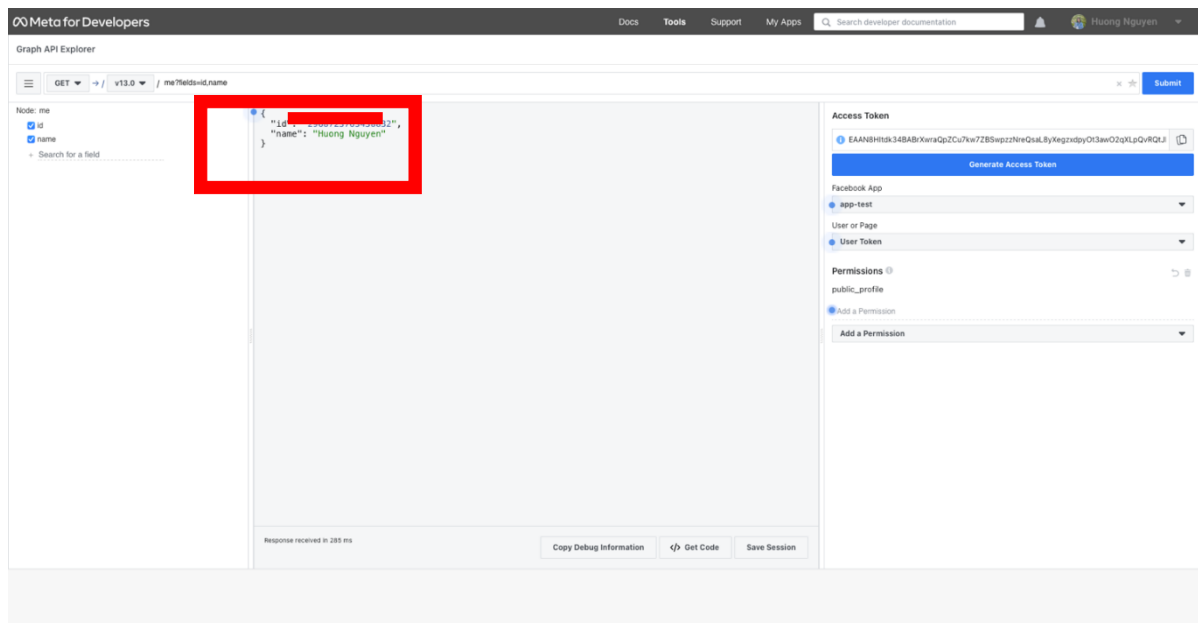 Meta for Developers
Docs Tools Support My Apps Search developer documentation Huong Nguyen
Graph API Explorer
GET → / v13.0 / me?fields=id,name × Submit
Node: me
id
name
+ Search for a field
{
"id":
"name": "Huong Nguyen"
}
Response received in 285 ms
Copy Debug Information </> Get Code Save Session
Access Token
Generate Access Token
Facebook App
app-test
User or Page
User Token
Permissions
public_profile
Add a Permission
Add a Permission